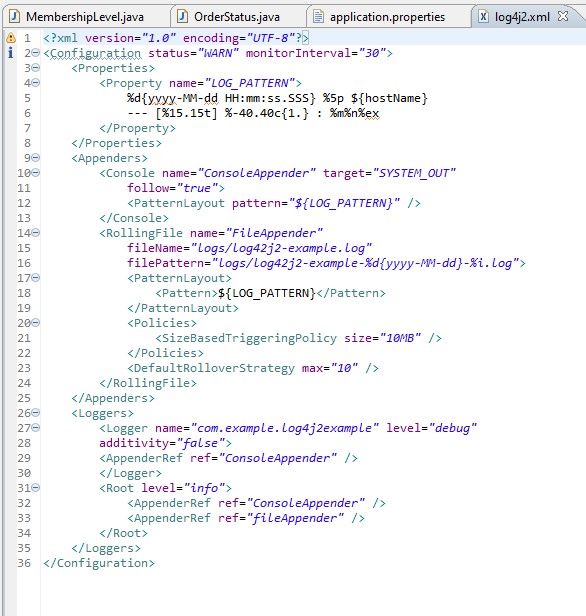 MembershipLevel.java OrderStatus.java application.properties log4j2.xml
1 <?xml version="1.0" encoding="UTF-8"?>
2 <Configuration status="WARN" monitorInterval="30">
3 <Properties>
4 <Property name="LOG_PATTERN">
5 %d{yyyy-MM-dd HH:mm:ss.SSS} %5p ${hostName}
6 --- [%15.15t] %-40.40c{1.} : %m%n%ex
7 </Property>
8 </Properties>
9 <Appenders>
10 <Console name="ConsoleAppender" target="SYSTEM_OUT"
11 follow="true">
12 <PatternLayout pattern="${LOG_PATTERN}" />
13 </Console>
14 <RollingFile name="FileAppender"
15 fileName="logs/log42j2-example.log"
16 filePattern="logs/log42j2-example-%d{yyyy-MM-dd}-%i.log">
17 <PatternLayout>
18 <Pattern>${LOG_PATTERN}</Pattern>
19 </PatternLayout>
20 <Policies>
21 <SizeBasedTriggeringPolicy size="10MB" />
22 </Policies>
23 <DefaultRolloverStrategy max="10" />
24 </RollingFile>
25 </Appenders>
26 <Loggers>
27 <Logger name="com.example.log4j2example" level="debug"
28 additivity="false">
29 <AppenderRef ref="ConsoleAppender" />
30 </Logger>
31 <Root level="info">
32 <AppenderRef ref="ConsoleAppender" />
33 <AppenderRef ref="fileAppender" />
34 </Root>
35 </Loggers>
36 </Configuration>